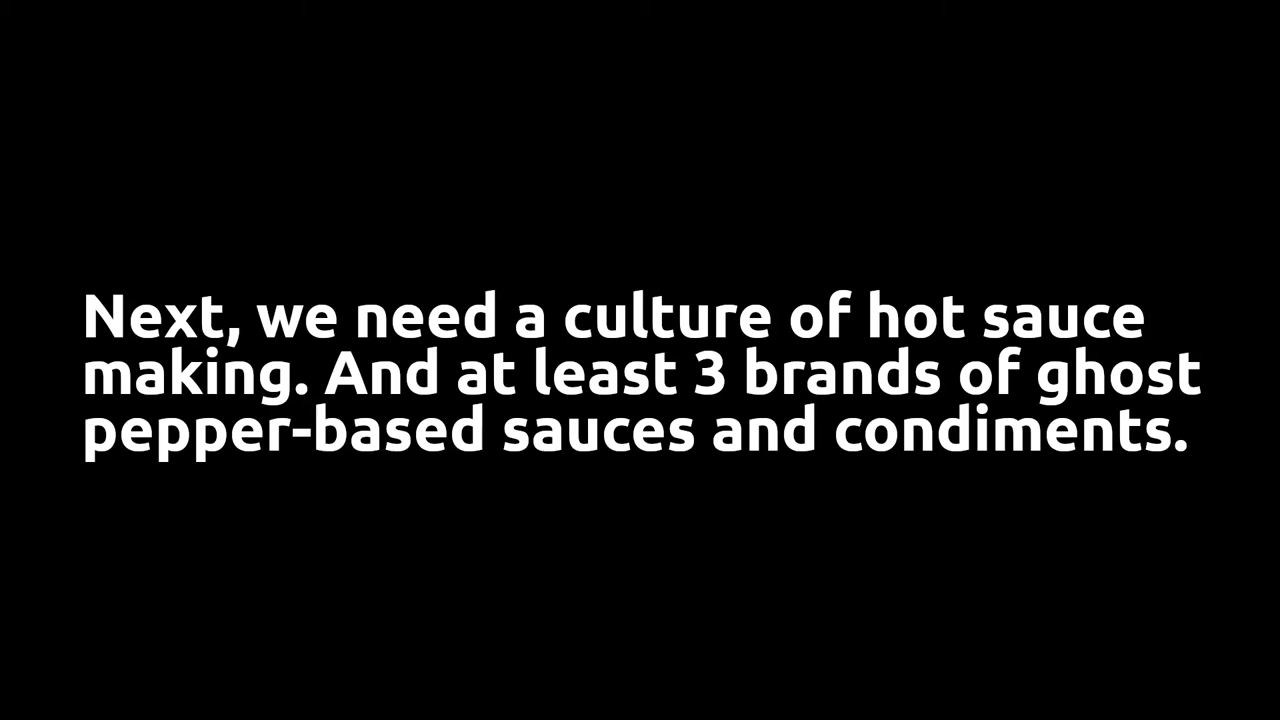 Next, we need a culture of hot sauce
making. And at least 3 brands of ghost
pepper-based sauces and condiments.